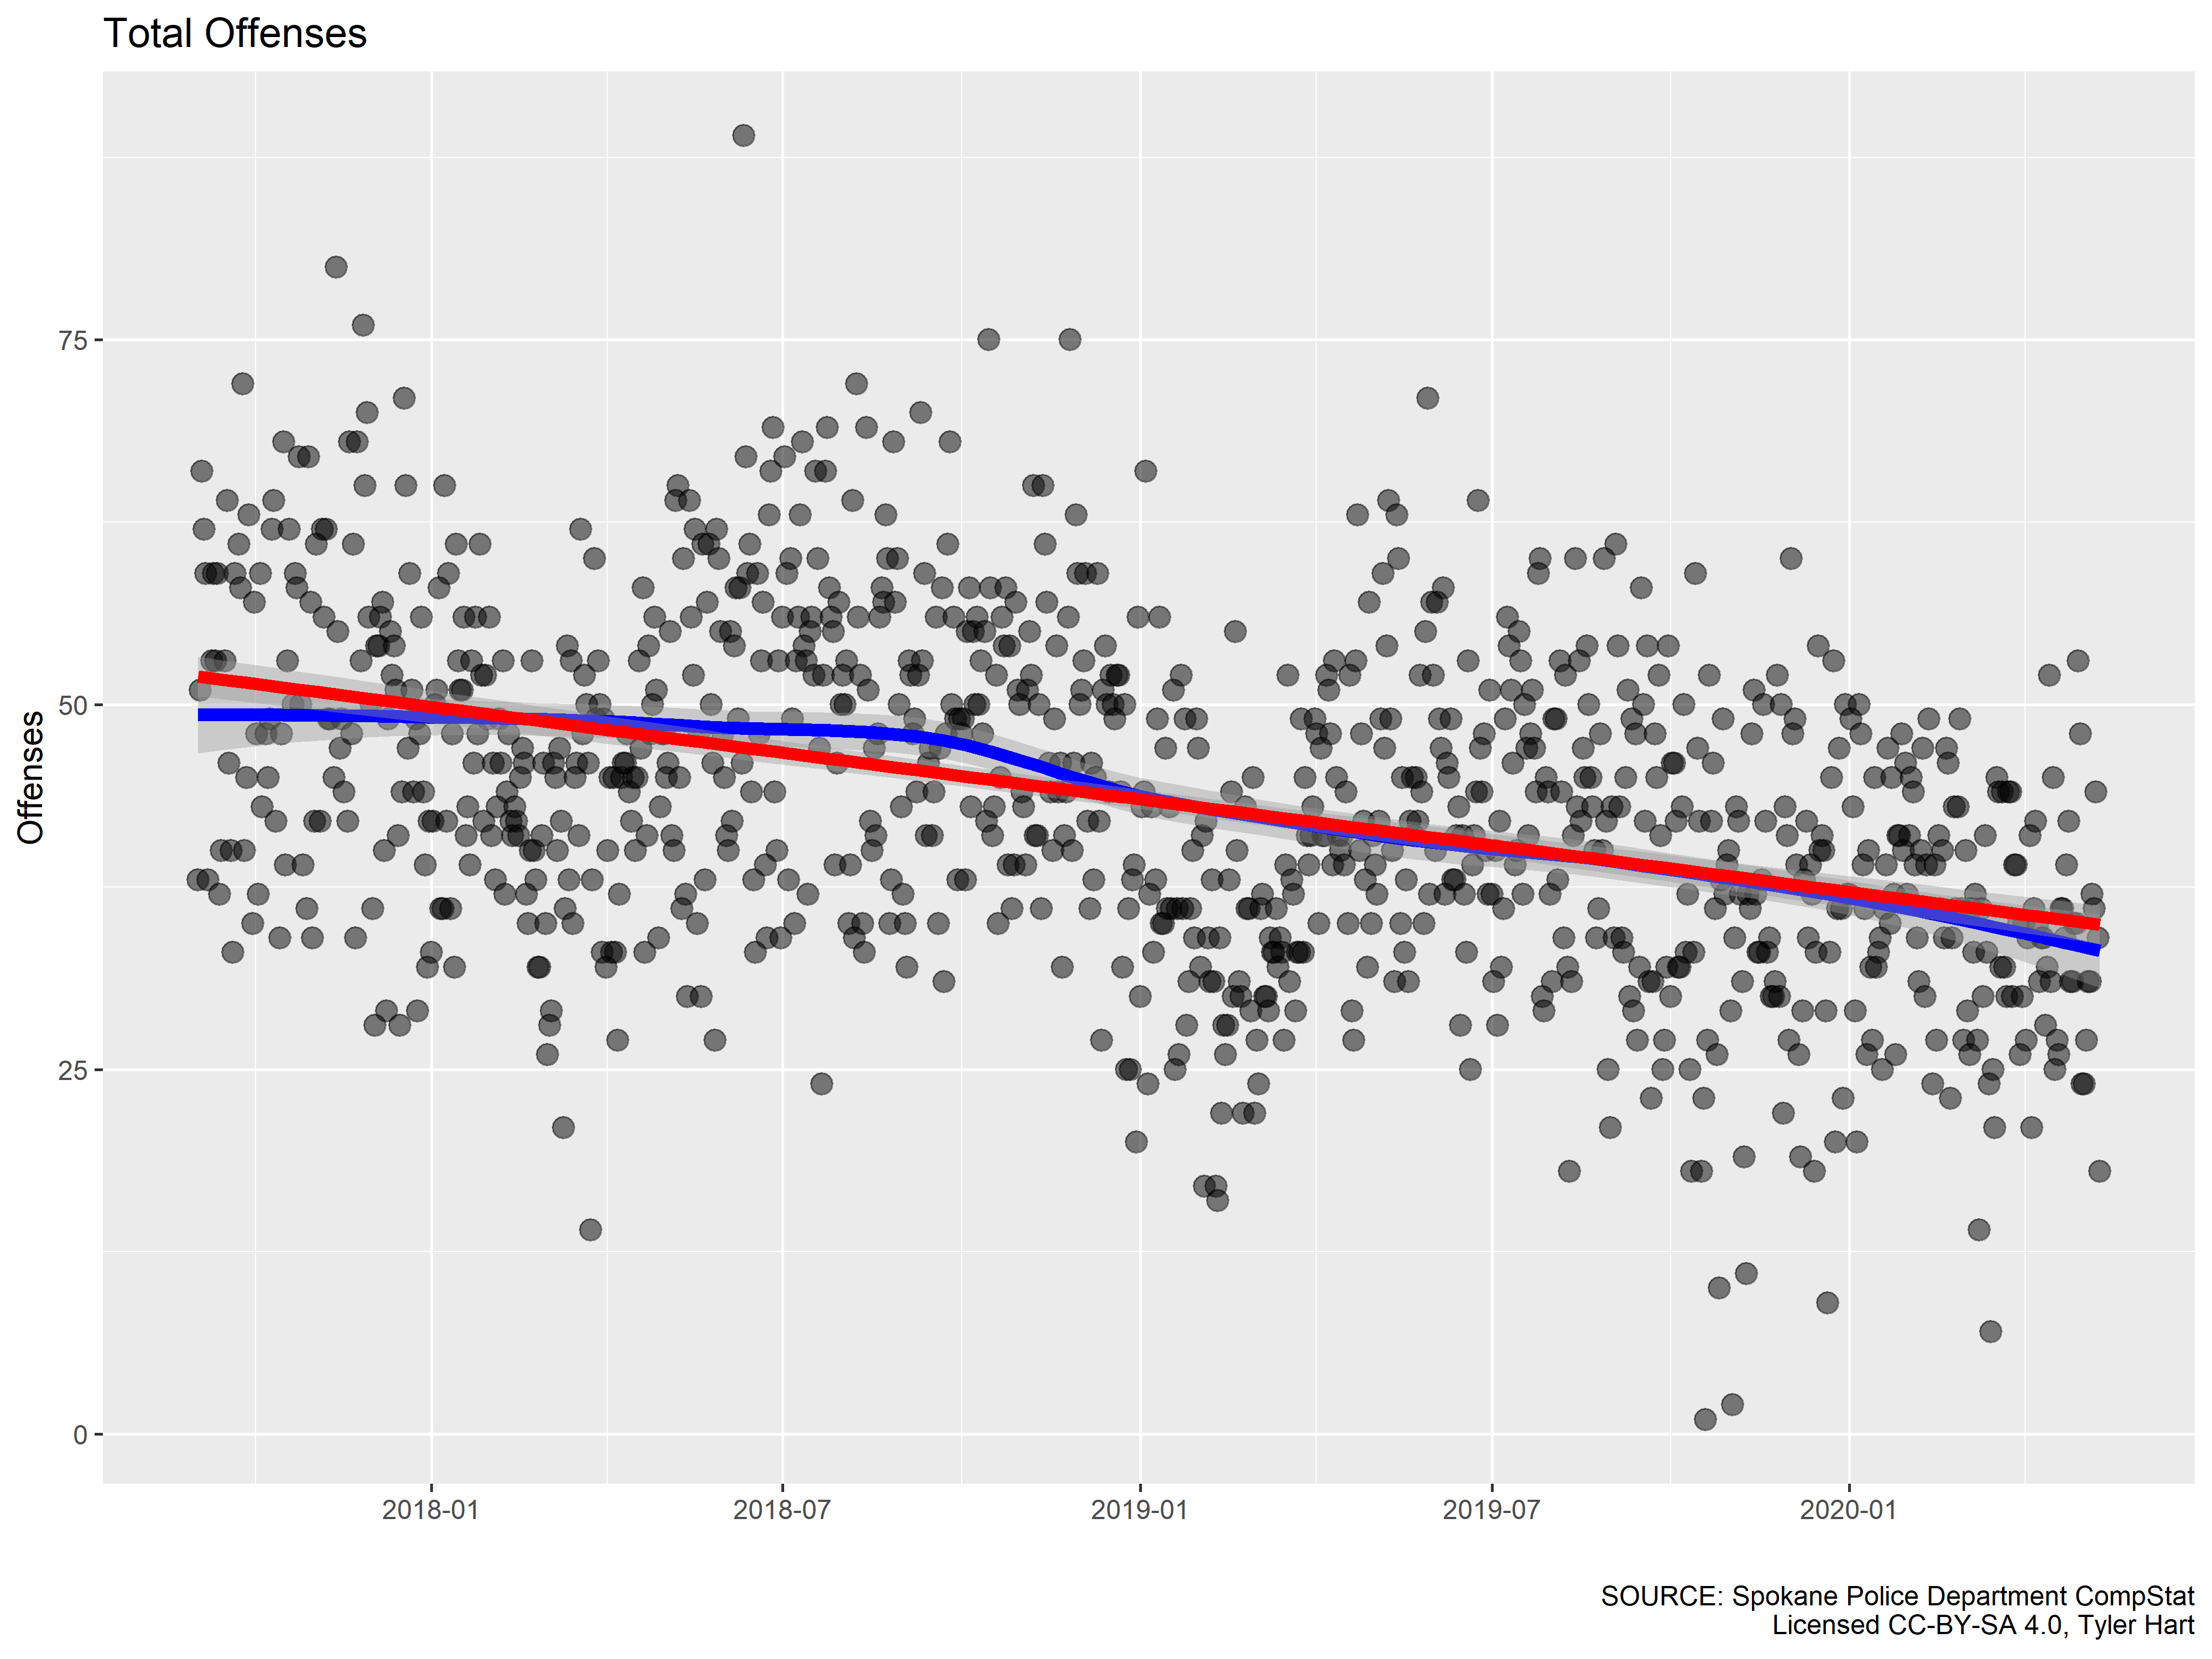 Total Offenses
75
50
25
0
Offenses
2018-01
2018-07
2019-01
2019-07
2020-01
SOURCE: Spokane Police Department CompStat
Licensed CC-BY-SA 4.0, Tyler Hart